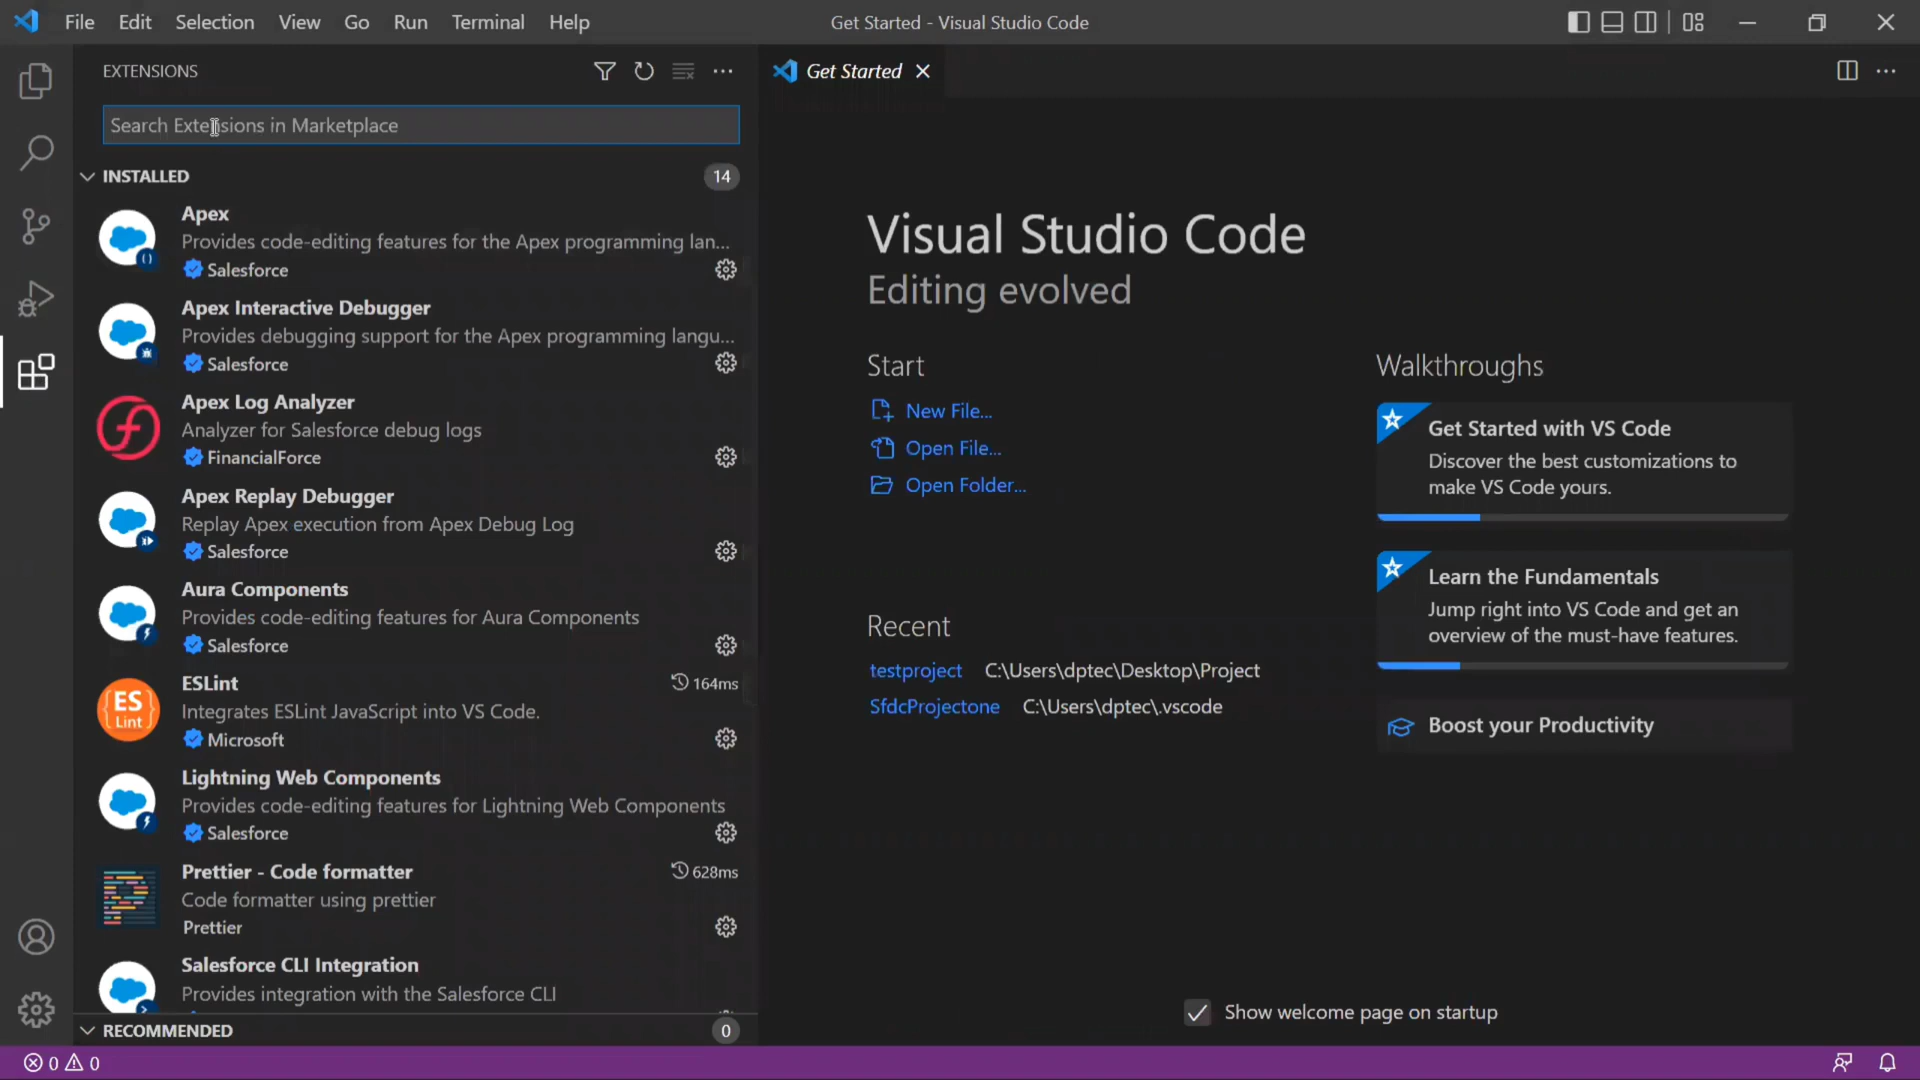 File Edit Selection View Go Run Terminal Help
Get Started - Visual Studio Code
EXTENSIONS
Search Extensions in Marketplace
INSTALLED 14
Apex
Provides code-editing features for the Apex programming lan...
Salesforce
Apex Interactive Debugger
Provides debugging support for the Apex programming langu...
Salesforce
Apex Log Analyzer
Analyzer for Salesforce debug logs
FinancialForce
Apex Replay Debugger
Replay Apex execution from Apex Debug Log
Salesforce
Aura Components
Provides code-editing features for Aura Components
Salesforce
ESLint 164ms
Integrates ESLint JavaScript into VS Code.
Microsoft
ES
Lint
Lightning Web Components
Provides code-editing features for Lightning Web Components
Salesforce
Prettier - Code formatter 628ms
Code formatter using prettier
Prettier
Salesforce CLI Integration
Provides integration with the Salesforce CLI
RECOMMENDED 0
0 0
Get Started
Visual Studio Code
Editing evolved
Start
New File...
Open File...
Open Folder...
Recent
testproject C:\Users\dptec\Desktop\Project
SfdcProjectone C:\Users\dptec\.vscode
Walkthroughs
Get Started with VS Code
Discover the best customizations to
make VS Code yours.
Learn the Fundamentals
Jump right into VS Code and get an
overview of the must-have features.
Boost your Productivity
Show welcome page on startup